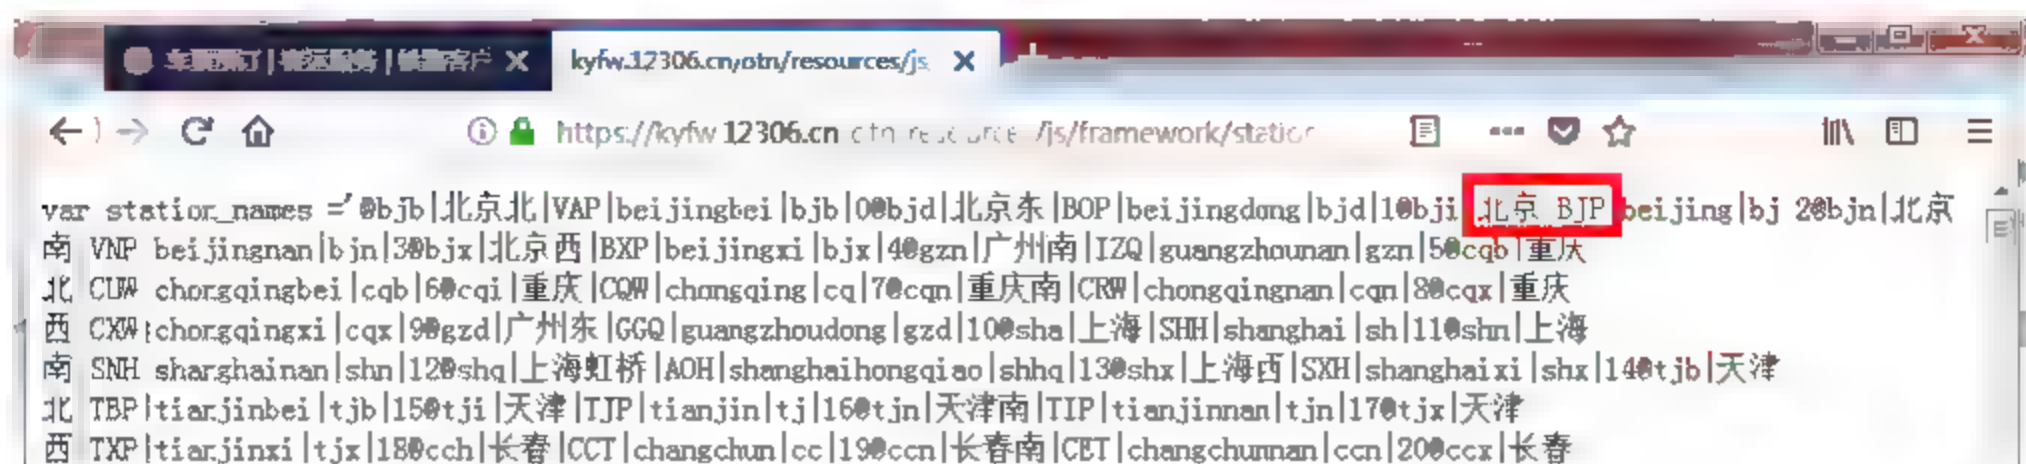 kyfw.12306.cn/otn/resources/js
https://kyfw.12306.cn /js/framework/station
var station_names ='@bjb|北京北|VAP|beijingbei|bjb|0@bjd|北京东|BOP|beijingdong|bjd|1@bji 北京 BJP beijing|bj 2@bjn|北京
南 VNP beijingnan|bjn|3@bjx|北京西|BXP|beijingxi|bjx|4@gzn|广州南|IZQ|guangzhounan|gzn|5@cqb|重庆
北 CUW chongqingbei|cqb|6@cqi|重庆|CQW|chongqing|cq|7@cqn|重庆南|CRW|chongqingnan|cqn|8@cqx|重庆
西 CXW|chongqingxi|cqx|9@gzd|广州东|GGQ|guangzhoudong|gzd|10@sha|上海|SHH|shanghai|sh|11@shn|上海
南 SNH shanghainan|shn|12@shq|上海虹桥|AOH|shanghaihongqiao|shhq|13@shx|上海西|SXH|shanghaixi|shx|14@tjb|天津
北 TBP|tianjinbei|tjb|15@tji|天津|TJP|tianjin|tj|16@tjn|天津南|TIP|tianjinnan|tjn|17@tjx|天津
西 TXP|tianjinxi|tjx|18@cch|长春|CCT|changchun|cc|19@ccn|长春南|CET|changchunnan|ccn|20@ccx|长春